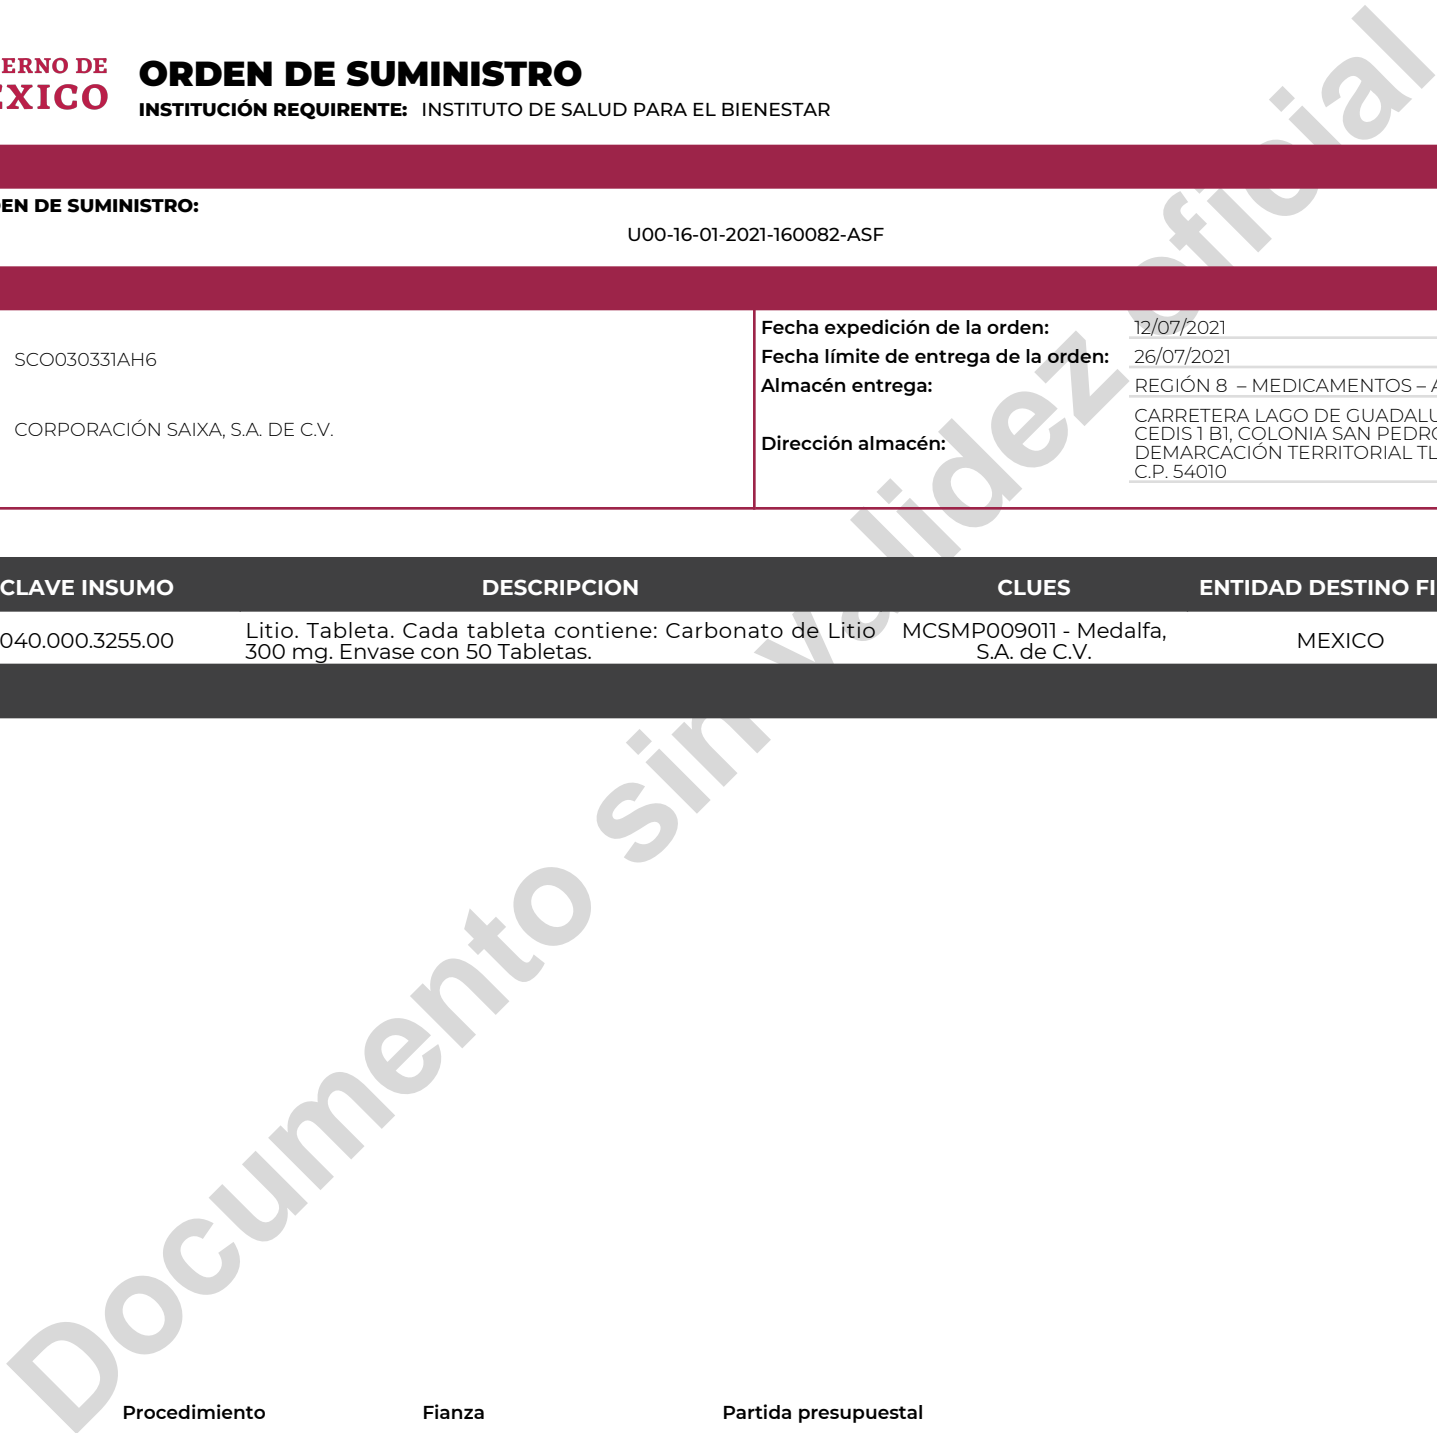 ERNO DE
EXICO
ORDEN DE SUMINISTRO
INSTITUCIÓN REQUIRENTE: INSTITUTO DE SALUD PARA EL BIENESTAR
EN DE SUMINISTRO:
U00-16-01-2021-160082-ASF
SCO030331AH6
CORPORACIÓN SAIXA, S.A. DE C.V.
Fecha expedición de la orden: 12/07/2021
Fecha límite de entrega de la orden: 26/07/2021
Almacén entrega: REGIÓN 8 – MEDICAMENTOS – A
Dirección almacén:
CARRETERA LAGO DE GUADALU
CEDIS 1 B1, COLONIA SAN PEDRO
DEMARCACIÓN TERRITORIAL TL
C.P. 54010
CLAVE INSUMO DESCRIPCION CLUES ENTIDAD DESTINO FI
040.000.3255.00
Litio. Tableta. Cada tableta contiene: Carbonato de Litio
300 mg. Envase con 50 Tabletas.
MCSMP009011 - Medalfa,
S.A. de C.V.
MEXICO
Procedimiento Fianza Partida presupuestal
Documento sin validez oficial